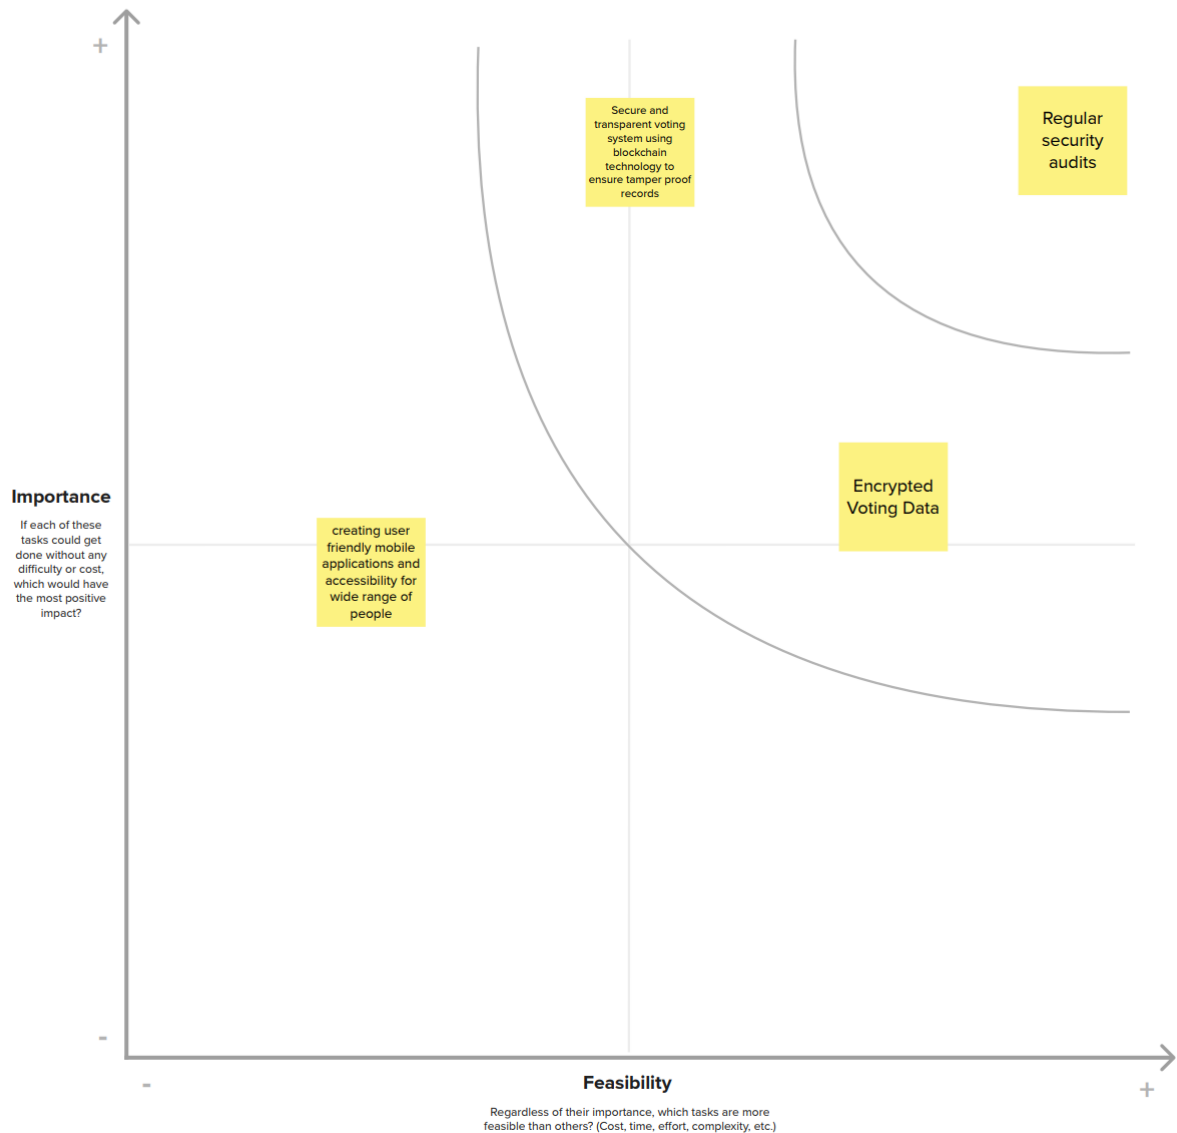 +
Secure and
transparent voting
system using
blockchain
technology to
ensure tamper proof
records
Regular
security
audits
Importance
If each of these
tasks could get
done without any
difficulty or cost,
which would have
the most positive
impact?
creating user
friendly mobile
applications and
accessibility for
wide range of
people
Encrypted
Voting Data
-
-
Feasibility
+
Regardless of their importance, which tasks are more
feasible than others? (Cost, time, effort, complexity, etc.)